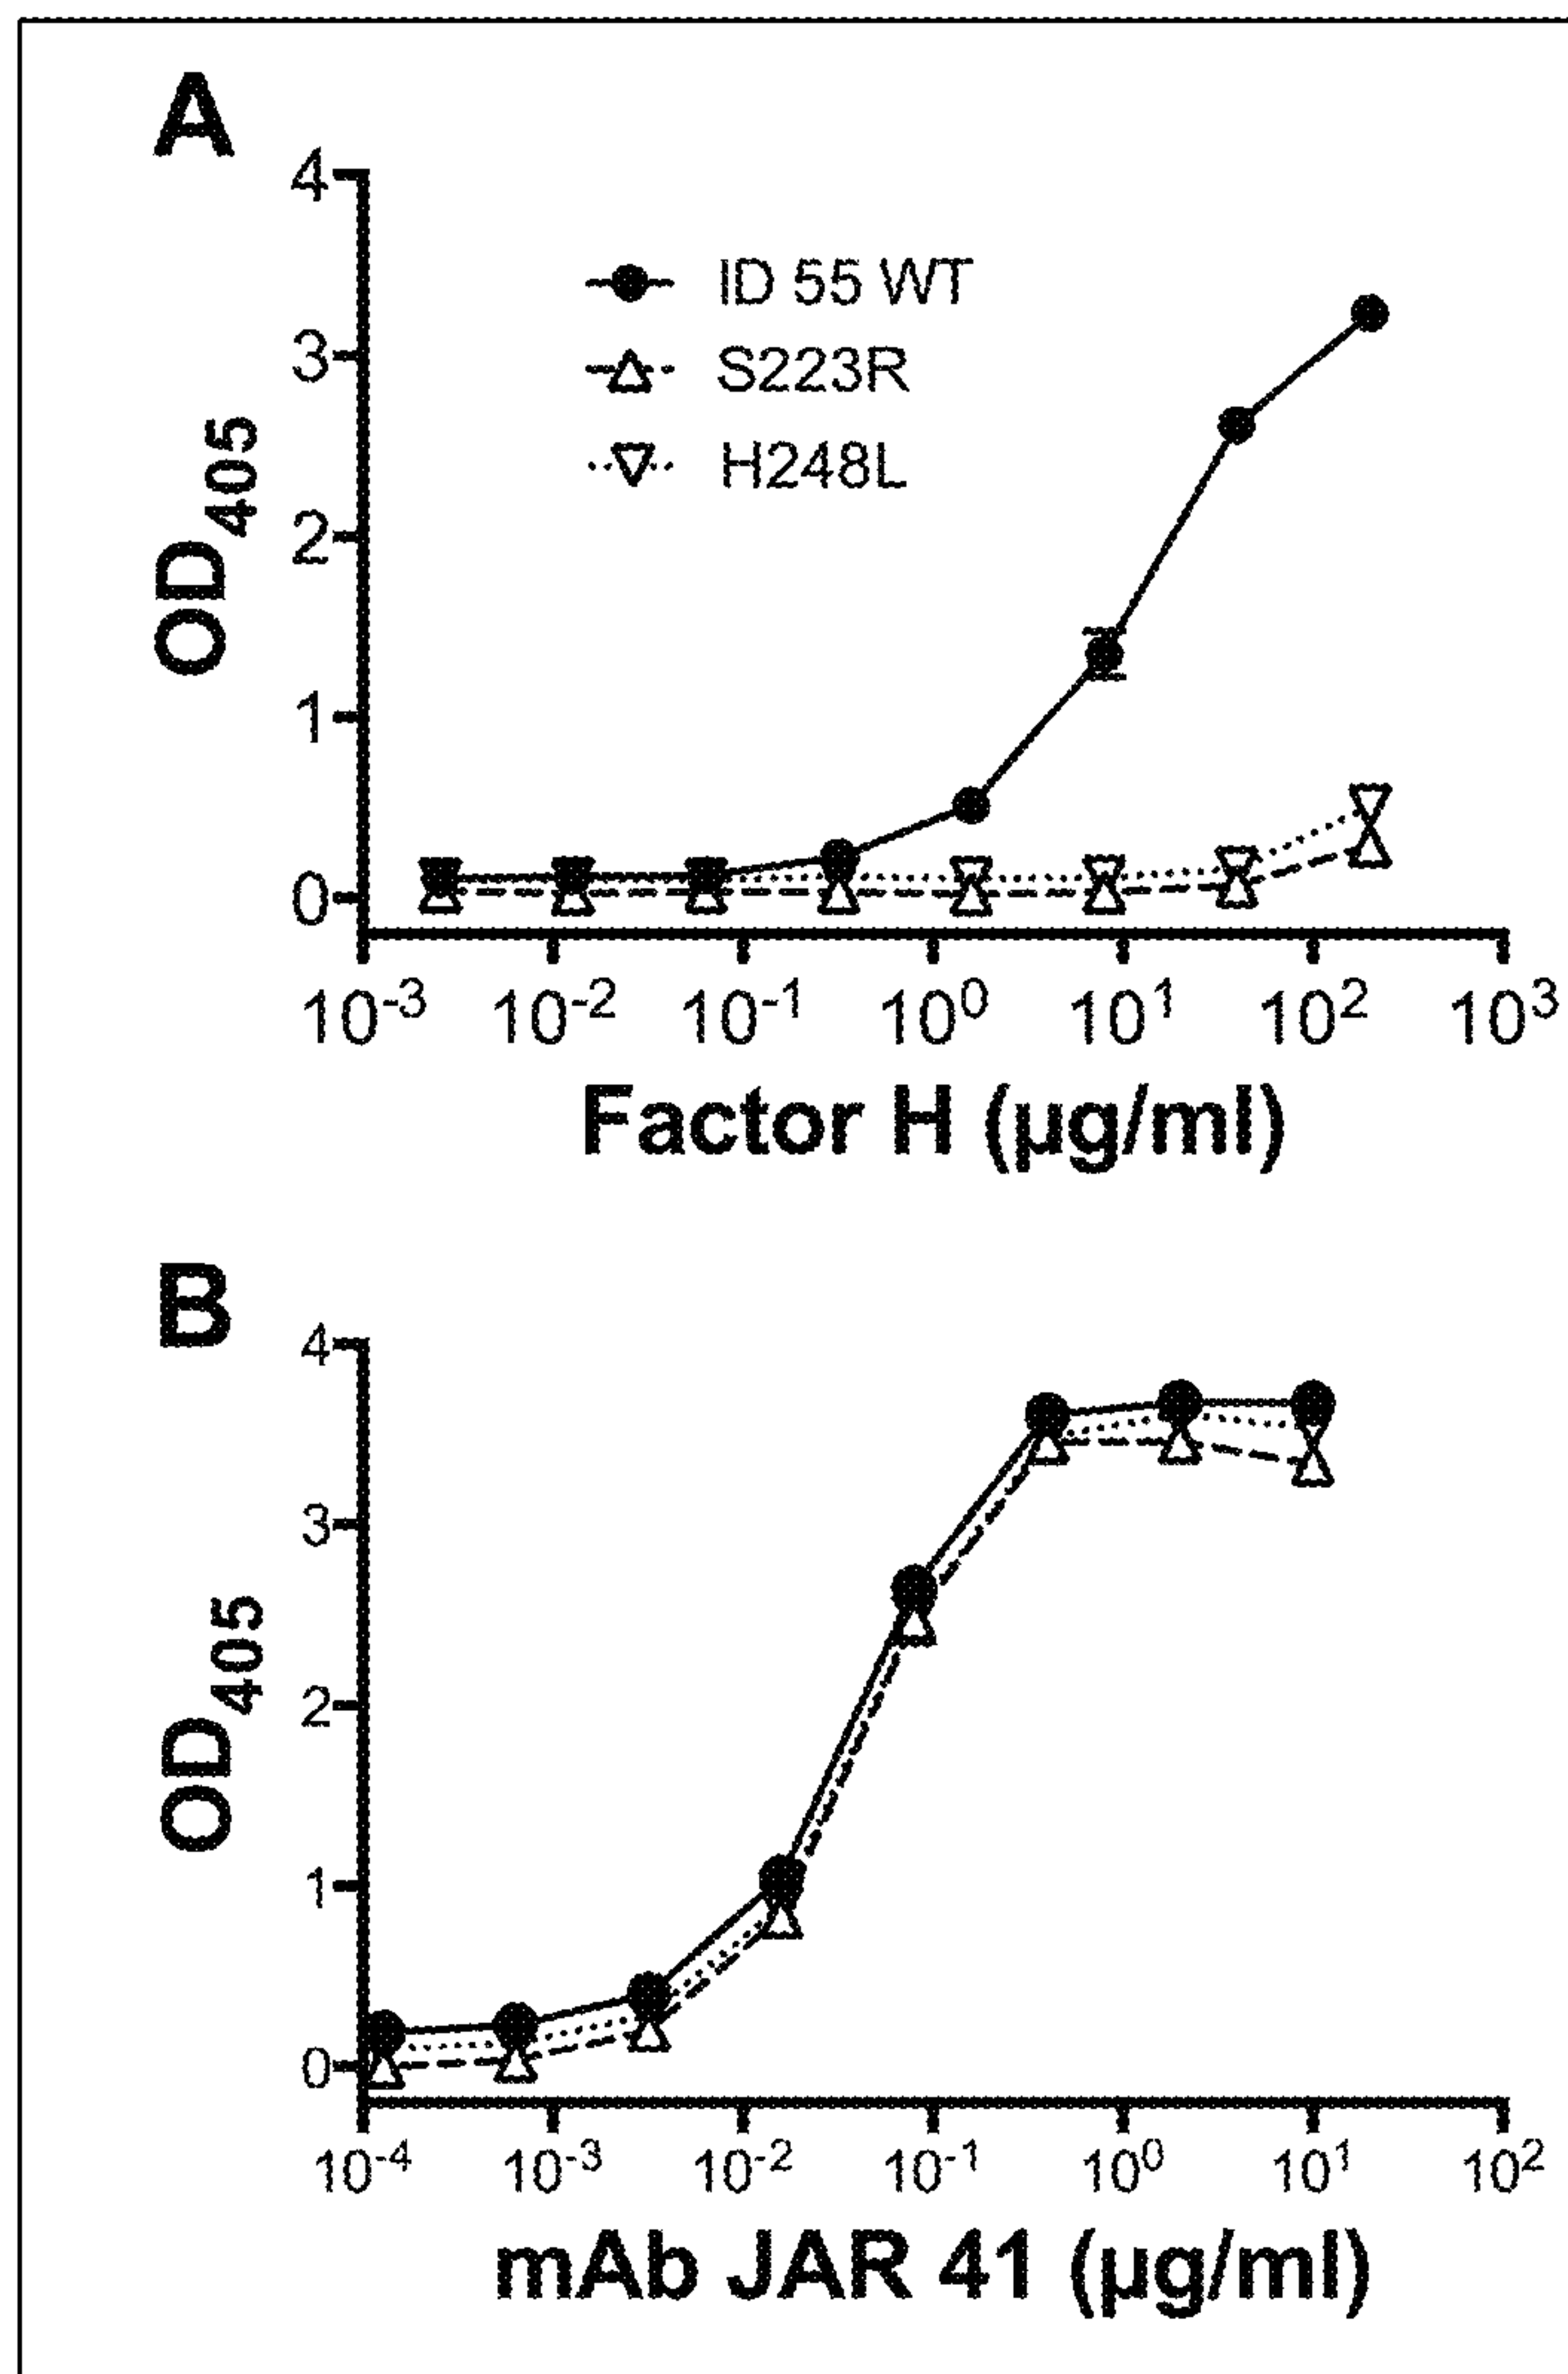 A
4
3
2
1
0
OD405
ID 55 WT
S223R
H248L
10-3 10-2 10-1 100 101 102 103
Factor H (µg/ml)
B
4
3
2
1
0
OD405
10-4 10-3 10-2 10-1 100 101 102
mAb JAR 41 (µg/ml)